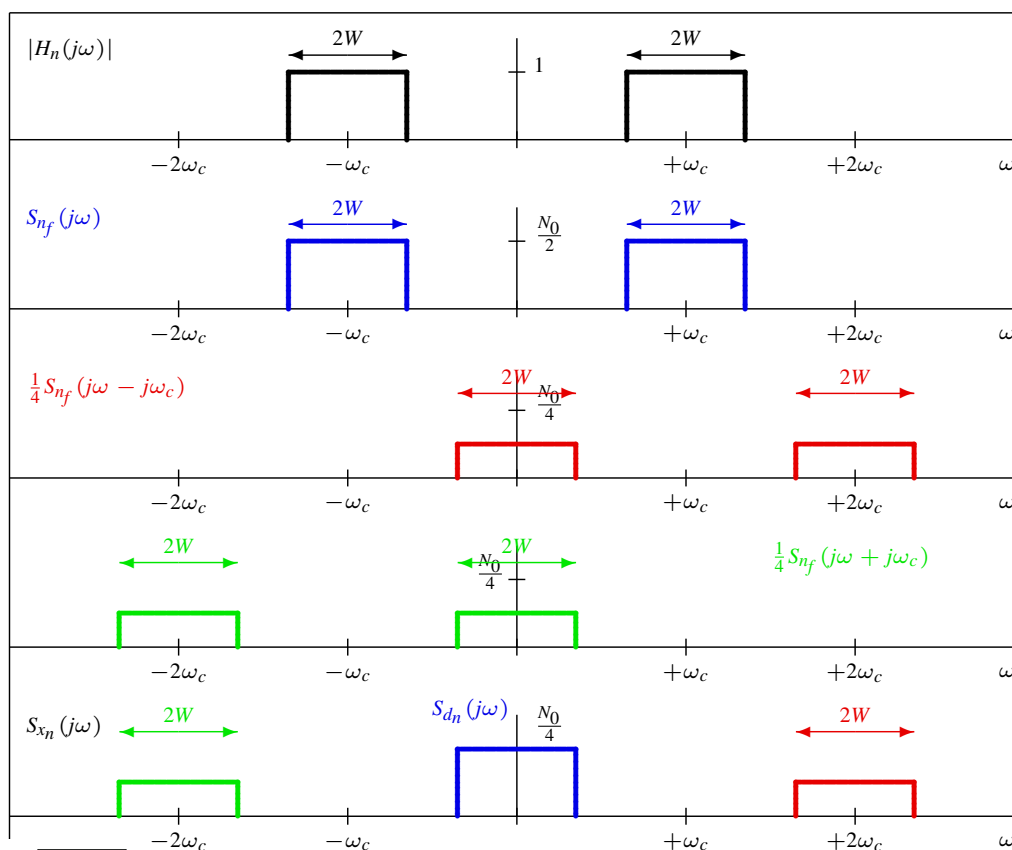 |H_n(jω)|
2W
2W
1
−2ω_c
−ω_c
+ω_c
+2ω_c
ω
S_{n_f}(jω)
2W
2W
N_0/2
−2ω_c
−ω_c
+ω_c
+2ω_c
ω
1/4 S_{n_f}(jω − jω_c)
2W
2W
N_0/4
−2ω_c
−ω_c
+ω_c
+2ω_c
ω
2W
2W
1/4 S_{n_f}(jω + jω_c)
N_0/4
−2ω_c
−ω_c
+ω_c
+2ω_c
ω
S_{x_n}(jω)
2W
S_{d_n}(jω)
N_0/4
2W
−2ω_c
−ω_c
+ω_c
+2ω_c
ω